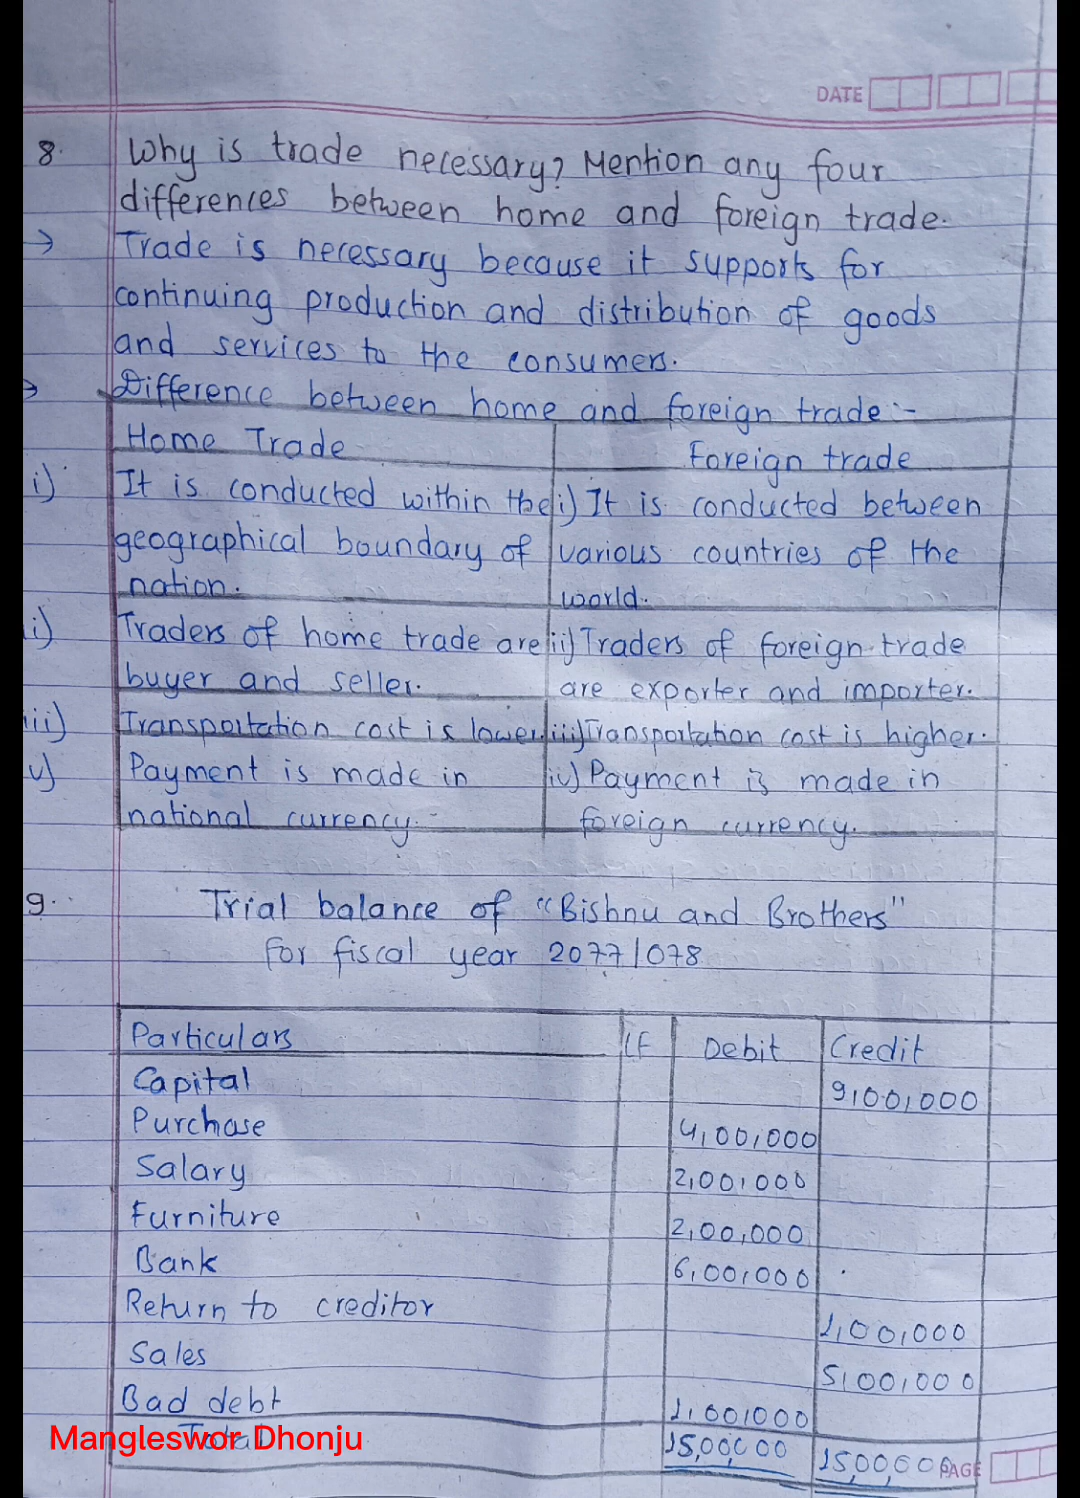 DATE
8. Why is trade necessary? Mention any four
differences between home and foreign trade.
→ Trade is necessary because it supports for
continuing production and distribution of goods
and services to the consumers.
→ Difference between home and foreign trade :-
Home Trade Foreign trade
i) It is conducted within the i) It is conducted between
geographical boundary of various countries of the
nation. world.
i) Traders of home trade are ii) Traders of foreign trade
buyer and seller. are exporter and importer.
iii) Transportation cost is lower. iii) Transportation cost is higher.
v) Payment is made in iv) Payment is made in
national currency. foreign currency.
9. Trial balance of "Bishnu and Brothers"
for fiscal year 2077/078
Particulars LF Debit Credit
Capital 9,00,000
Purchase 4,00,000
Salary 2,00,000
Furniture 2,00,000
Bank 6,00,000
Return to creditor 1,00,000
Sales 5,00,000
Bad debt 1,00,000
Total 15,00,000 15,00,000
Mangleswor Dhonju
PAGE